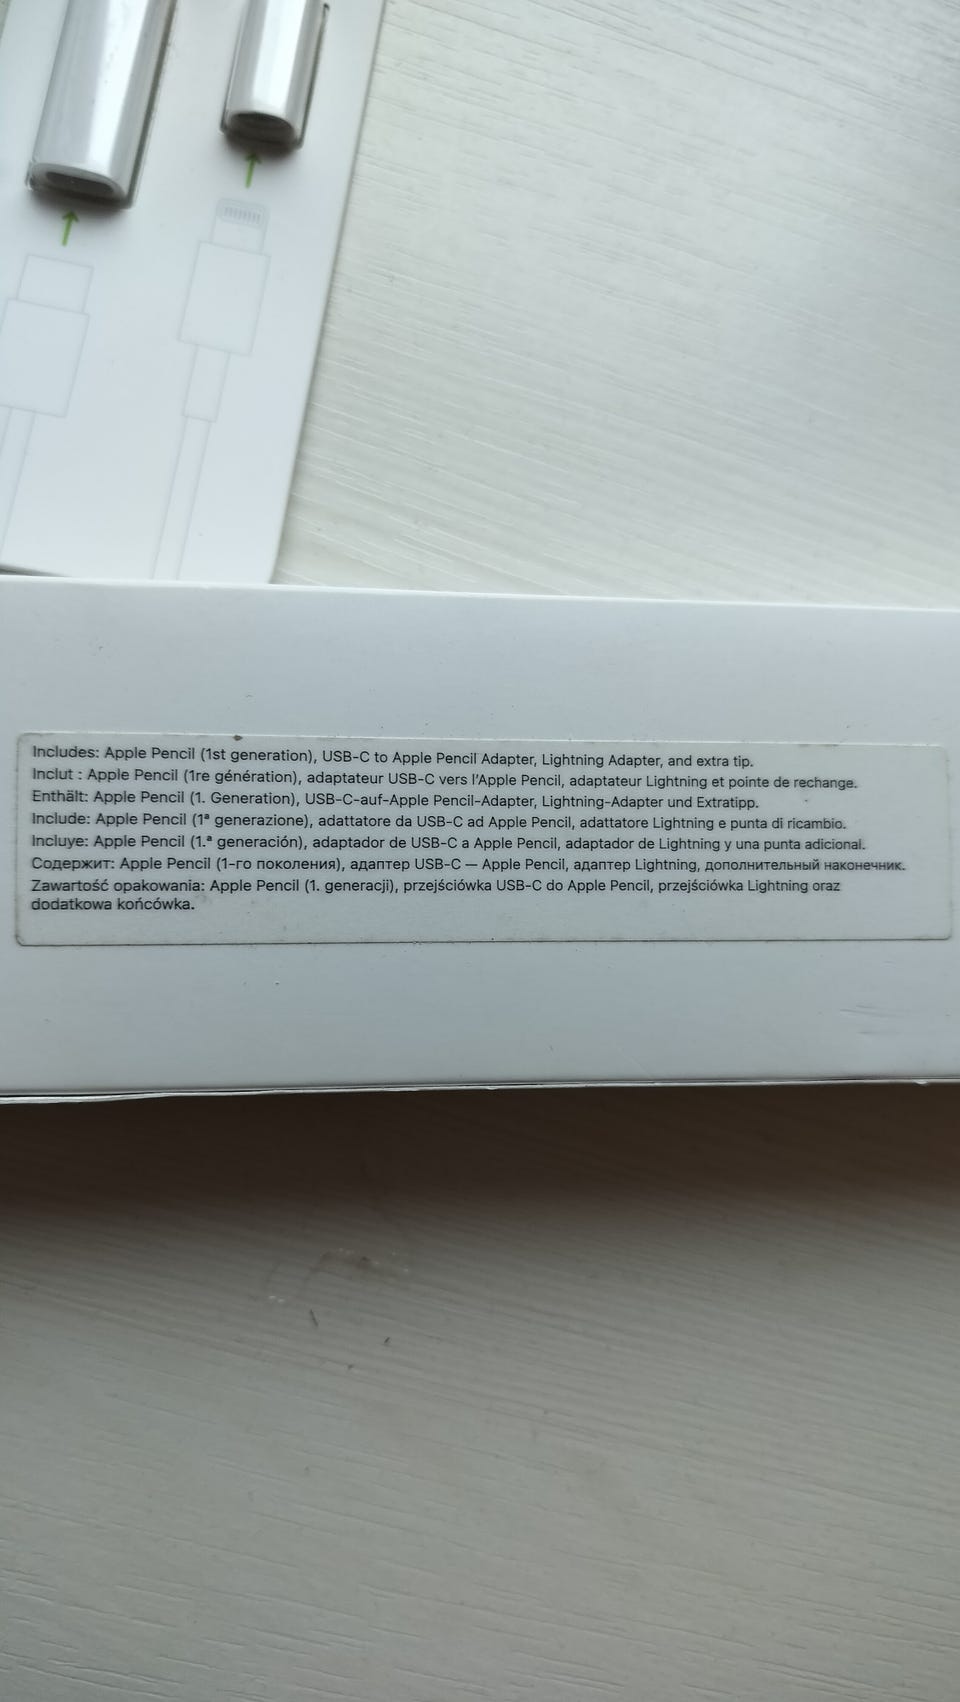 Includes: Apple Pencil (1st generation), USB-C to Apple Pencil Adapter, Lightning Adapter, and extra tip.
Inclut : Apple Pencil (1re génération), adaptateur USB-C vers l'Apple Pencil, adaptateur Lightning et pointe de rechange.
Enthält: Apple Pencil (1. Generation), USB-C-auf-Apple Pencil-Adapter, Lightning-Adapter und Extratipp.
Include: Apple Pencil (1ª generazione), adattatore da USB-C ad Apple Pencil, adattatore Lightning e punta di ricambio.
Incluye: Apple Pencil (1.ª generación), adaptador de USB-C a Apple Pencil, adaptador de Lightning y una punta adicional.
Содержит: Apple Pencil (1-го поколения), адаптер USB-C — Apple Pencil, адаптер Lightning, дополнительный наконечник.
Zawartość opakowania: Apple Pencil (1. generacji), przejściówka USB-C do Apple Pencil, przejściówka Lightning oraz
dodatkowa końcówka.